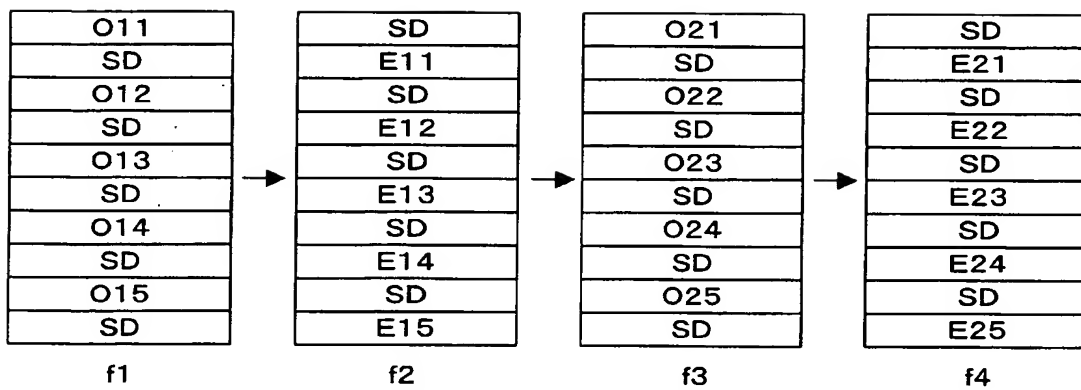 O11 SD O21 SD
SD E11 SD E21
O12 SD O22 SD
SD E12 SD E22
O13 SD O23 SD
SD E13 SD E23
O14 SD O24 SD
SD E14 SD E24
O15 SD O25 SD
SD E15 SD E25
f1 f2 f3 f4